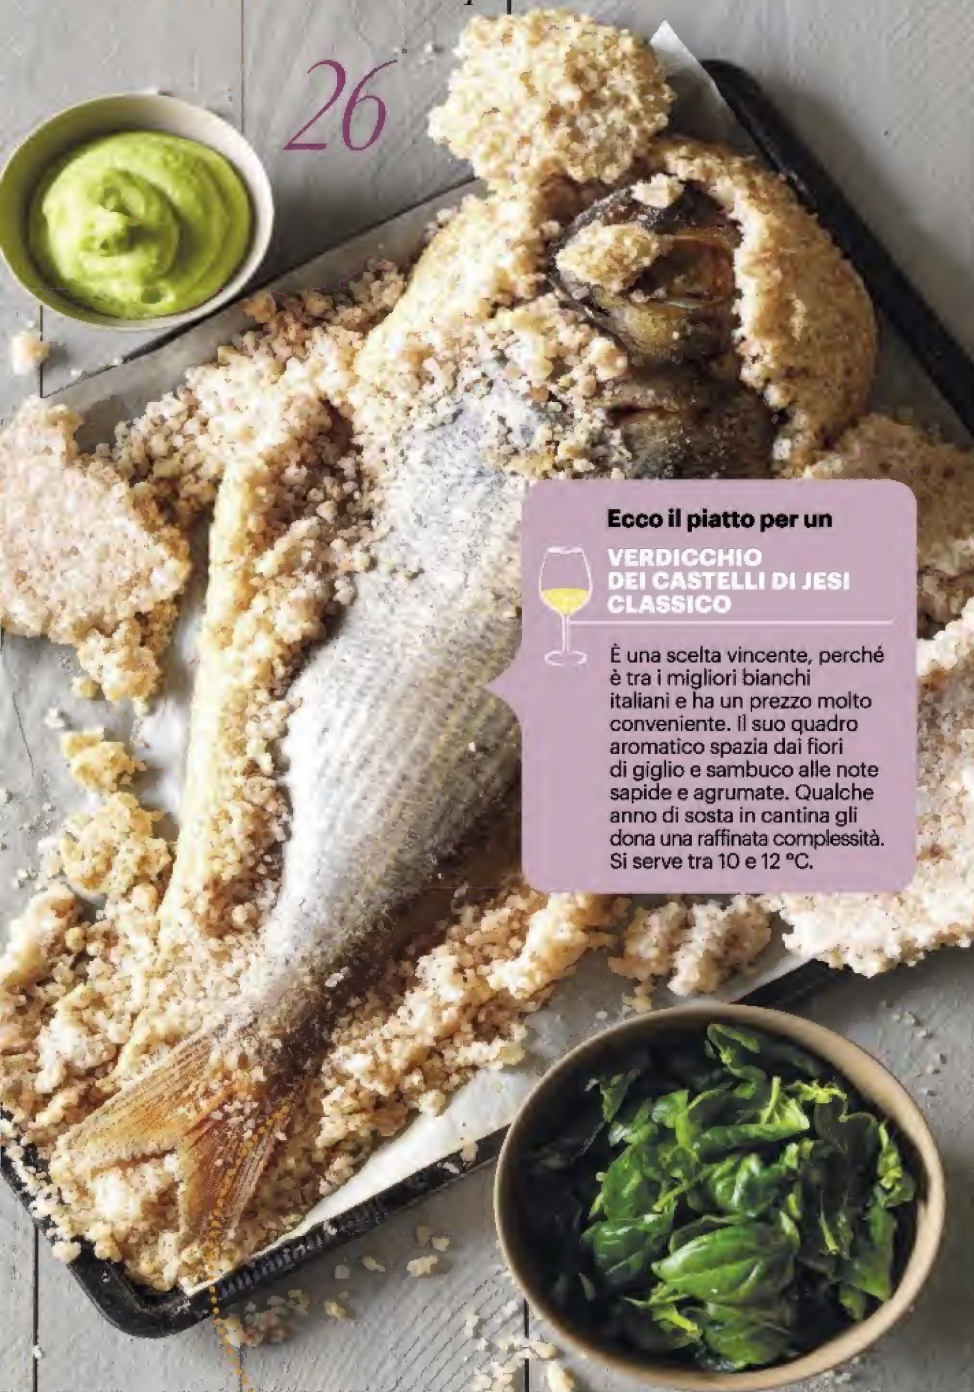 26
Ecco il piatto per un
VERDICCHIO
DEI CASTELLI DI JESI
CLASSICO
È una scelta vincente, perché
è tra i migliori bianchi
italiani e ha un prezzo molto
conveniente. Il suo quadro
aromatico spazia dai fiori
di giglio e sambuco alle note
sapide e agrumate. Qualche
anno di sosta in cantina gli
dona una raffinata complessità.
Si serve tra 10 e 12 °C.